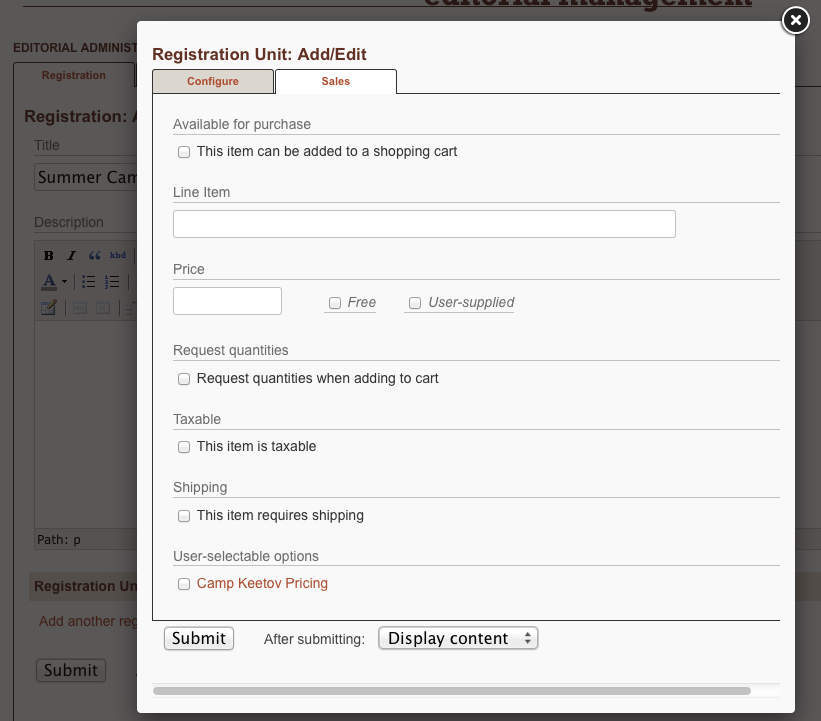 editorial management
EDITORIAL ADMINIST
Registration
Registration: A
Title
Summer Cam
Description
B I “ kbd
A
Path: p
Registration Un
Add another reg
Submit
Registration Unit: Add/Edit
Configure Sales
Available for purchase
This item can be added to a shopping cart
Line Item
Price
Free User-supplied
Request quantities
Request quantities when adding to cart
Taxable
This item is taxable
Shipping
This item requires shipping
User-selectable options
Camp Keetov Pricing
Submit After submitting: Display content